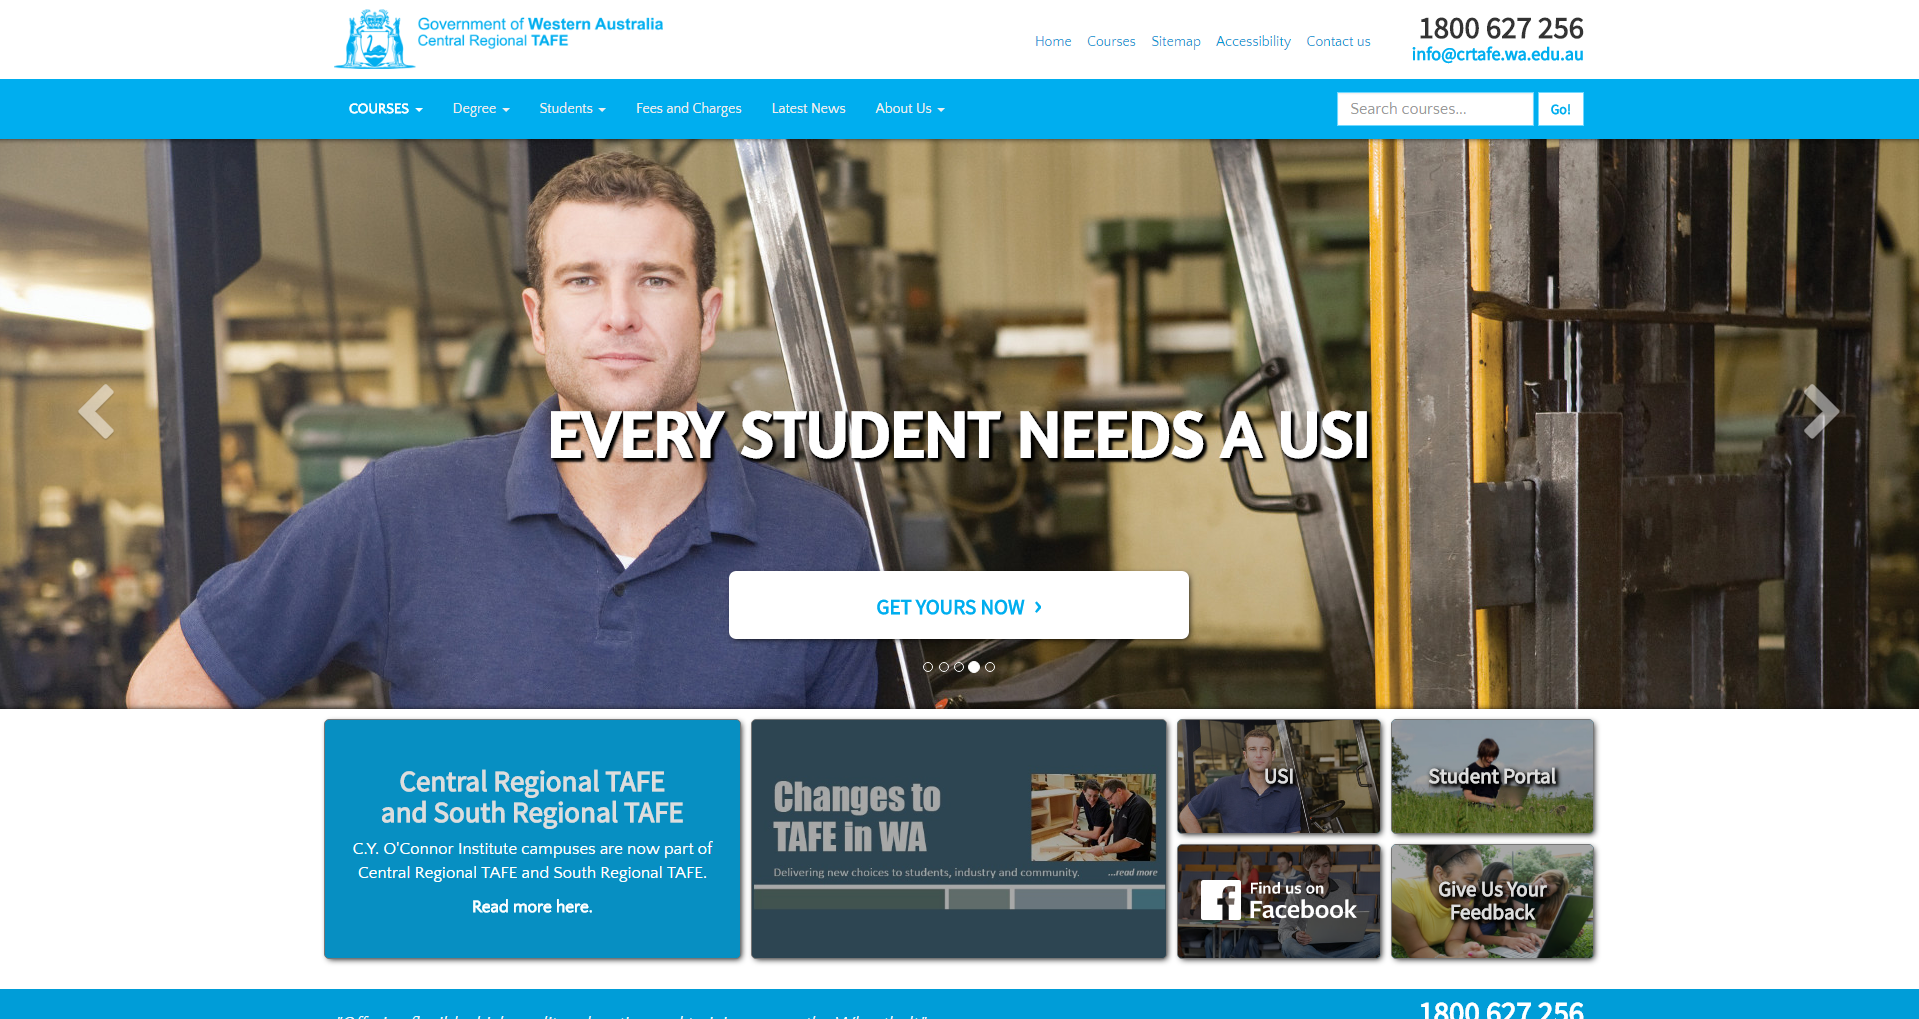 Government of Western Australia
Central Regional TAFE
Home Courses Sitemap Accessibility Contact us
1800 627 256
info@crtafe.wa.edu.au
COURSES Degree Students Fees and Charges Latest News About Us
Search courses...
Go!
EVERY STUDENT NEEDS A USI
GET YOURS NOW ›
Central Regional TAFE
and South Regional TAFE
C.Y. O'Connor Institute campuses are now part of
Central Regional TAFE and South Regional TAFE.
Read more here.
Changes to
TAFE in WA
Delivering new choices to students, industry and community. ...read more
USI
Student Portal
Find us on
Facebook
Give Us Your
Feedback
1800 627 256